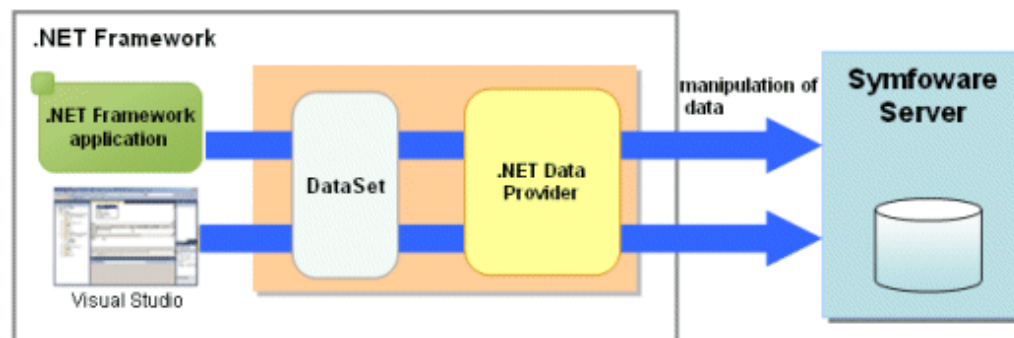 .NET Framework
.NET Framework
application
Visual Studio
DataSet
.NET Data
Provider
manipulation of
data
Symfoware
Server